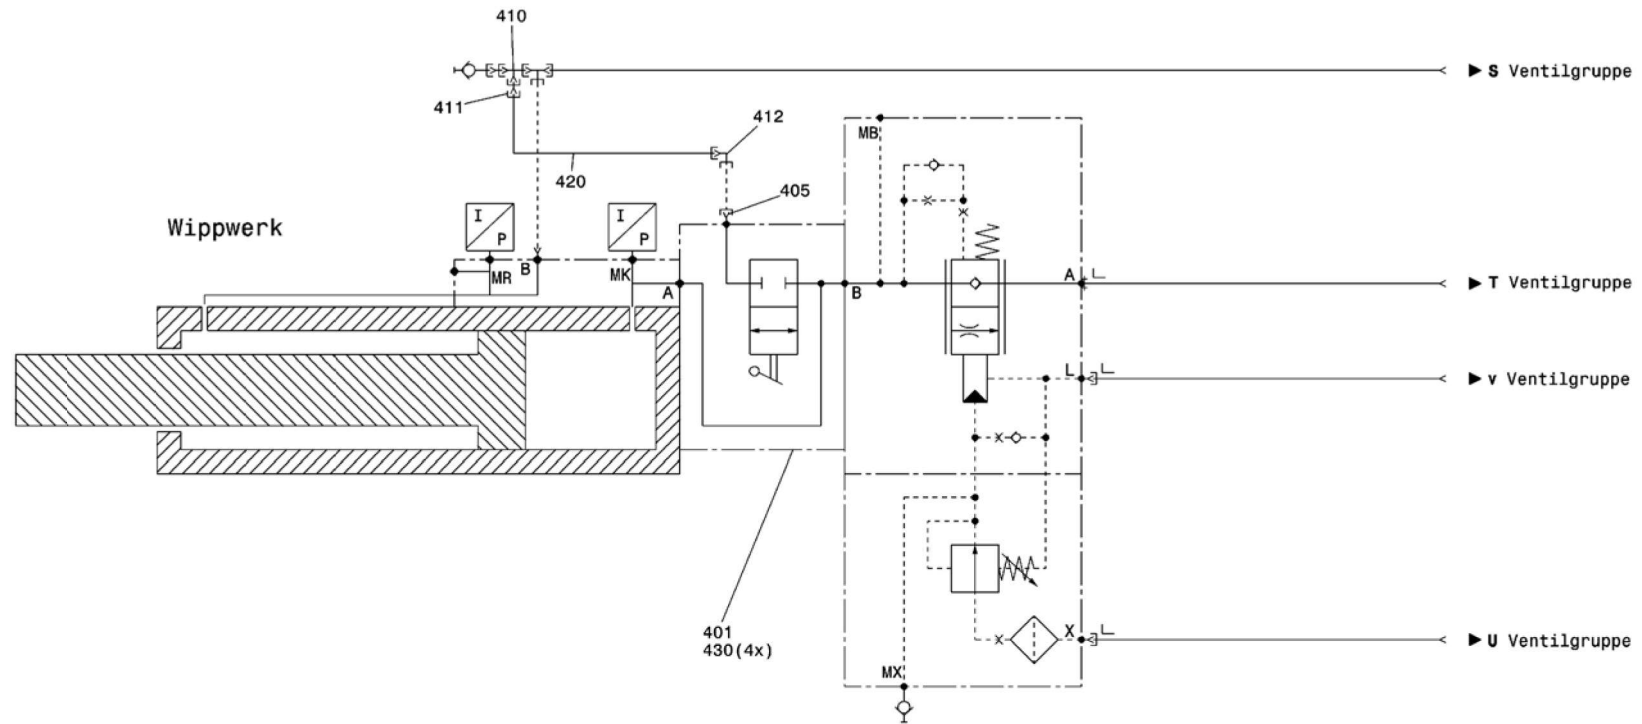 410
► S Ventilgruppe
411
412
MB
420
405
Wippwerk
I
P
I
P
MR
B
MK
A
B
A
► T Ventilgruppe
L
► v Ventilgruppe
401
430(4x)
X
► U Ventilgruppe
MX